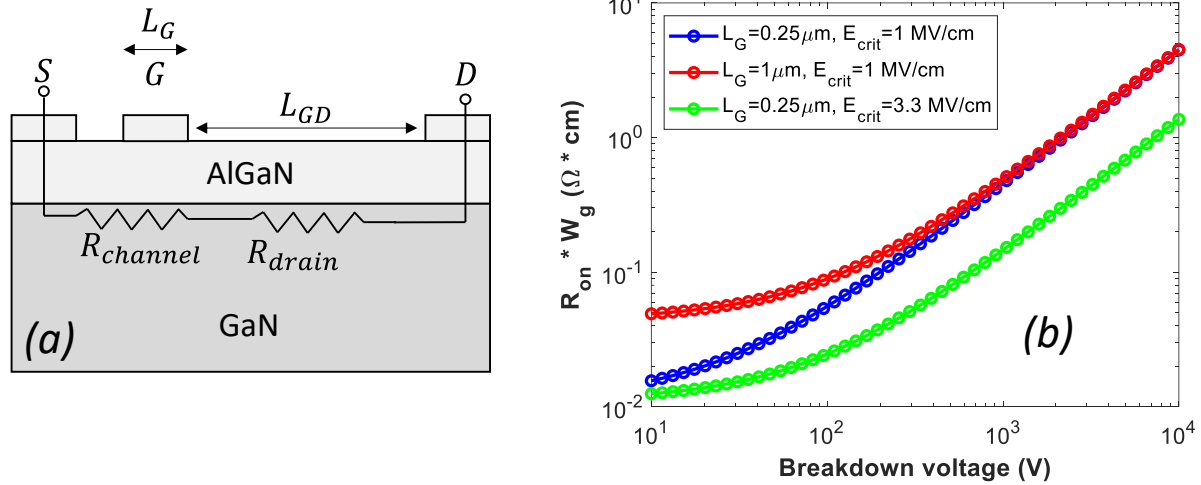 L_G
S
G
D
L_GD
AlGaN
R_channel
R_drain
GaN
(a)
10^1
10^0
10^-1
10^-2
R_on * W_g (Ω * cm)
L_G=0.25μm, E_crit=1 MV/cm
L_G=1μm, E_crit=1 MV/cm
L_G=0.25μm, E_crit=3.3 MV/cm
(b)
10^1 10^2 10^3 10^4
Breakdown voltage (V)